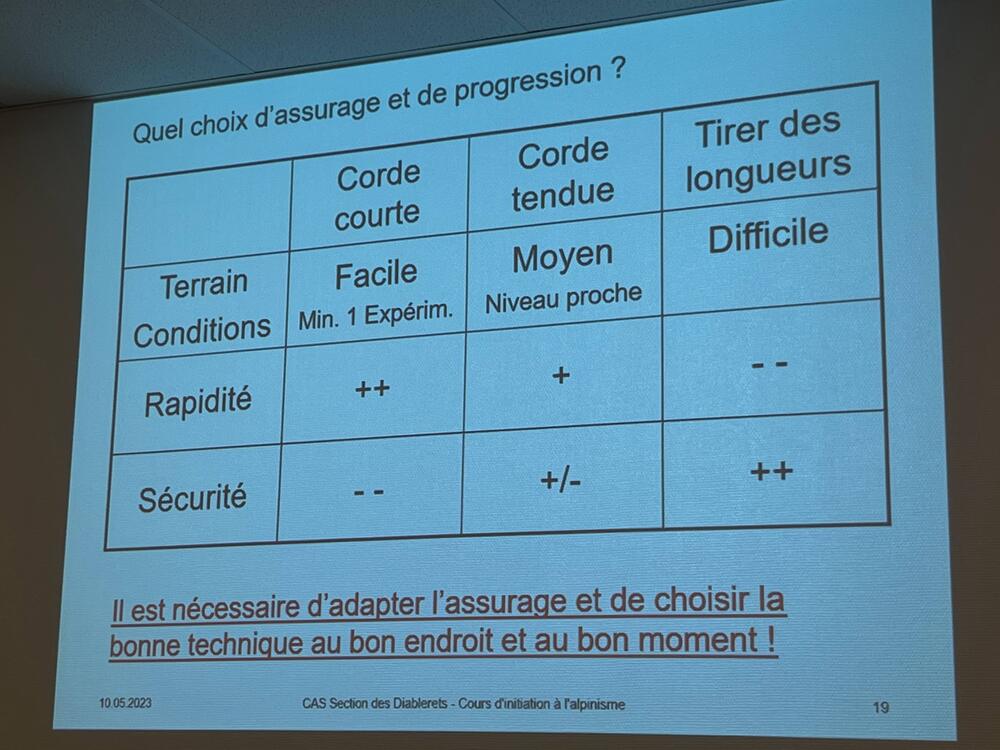 Quel choix d'assurage et de progression ?
Corde courte
Corde tendue
Tirer des longueurs
Terrain Conditions
Facile
Min. 1 Expérim.
Moyen
Niveau proche
Difficile
Rapidité
++
+
- -
Sécurité
- -
+/-
++
Il est nécessaire d'adapter l'assurage et de choisir la
bonne technique au bon endroit et au bon moment !
10.05.2023
CAS Section des Diablerets - Cours d'initiation à l'alpinisme
19